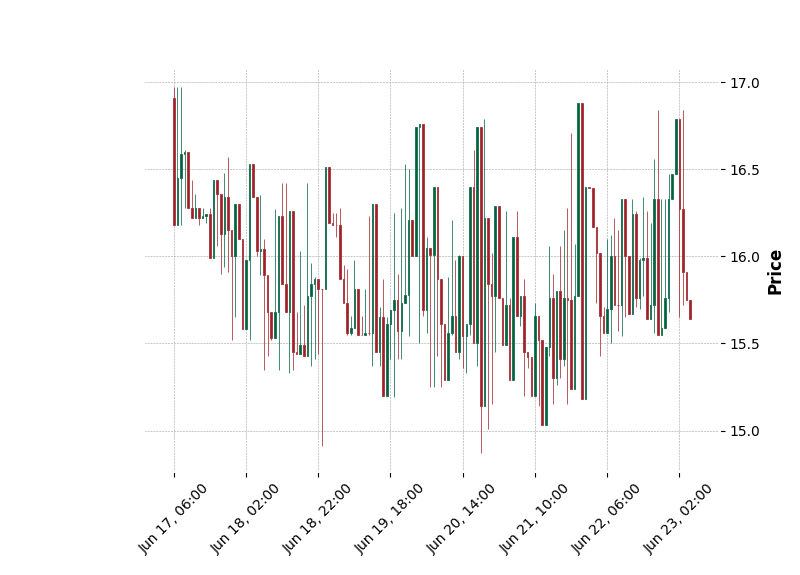 17.0
16.5
16.0
15.5
15.0
Price
Jun 17, 06:00
Jun 18, 02:00
Jun 18, 22:00
Jun 19, 18:00
Jun 20, 14:00
Jun 21, 10:00
Jun 22, 06:00
Jun 23, 02:00